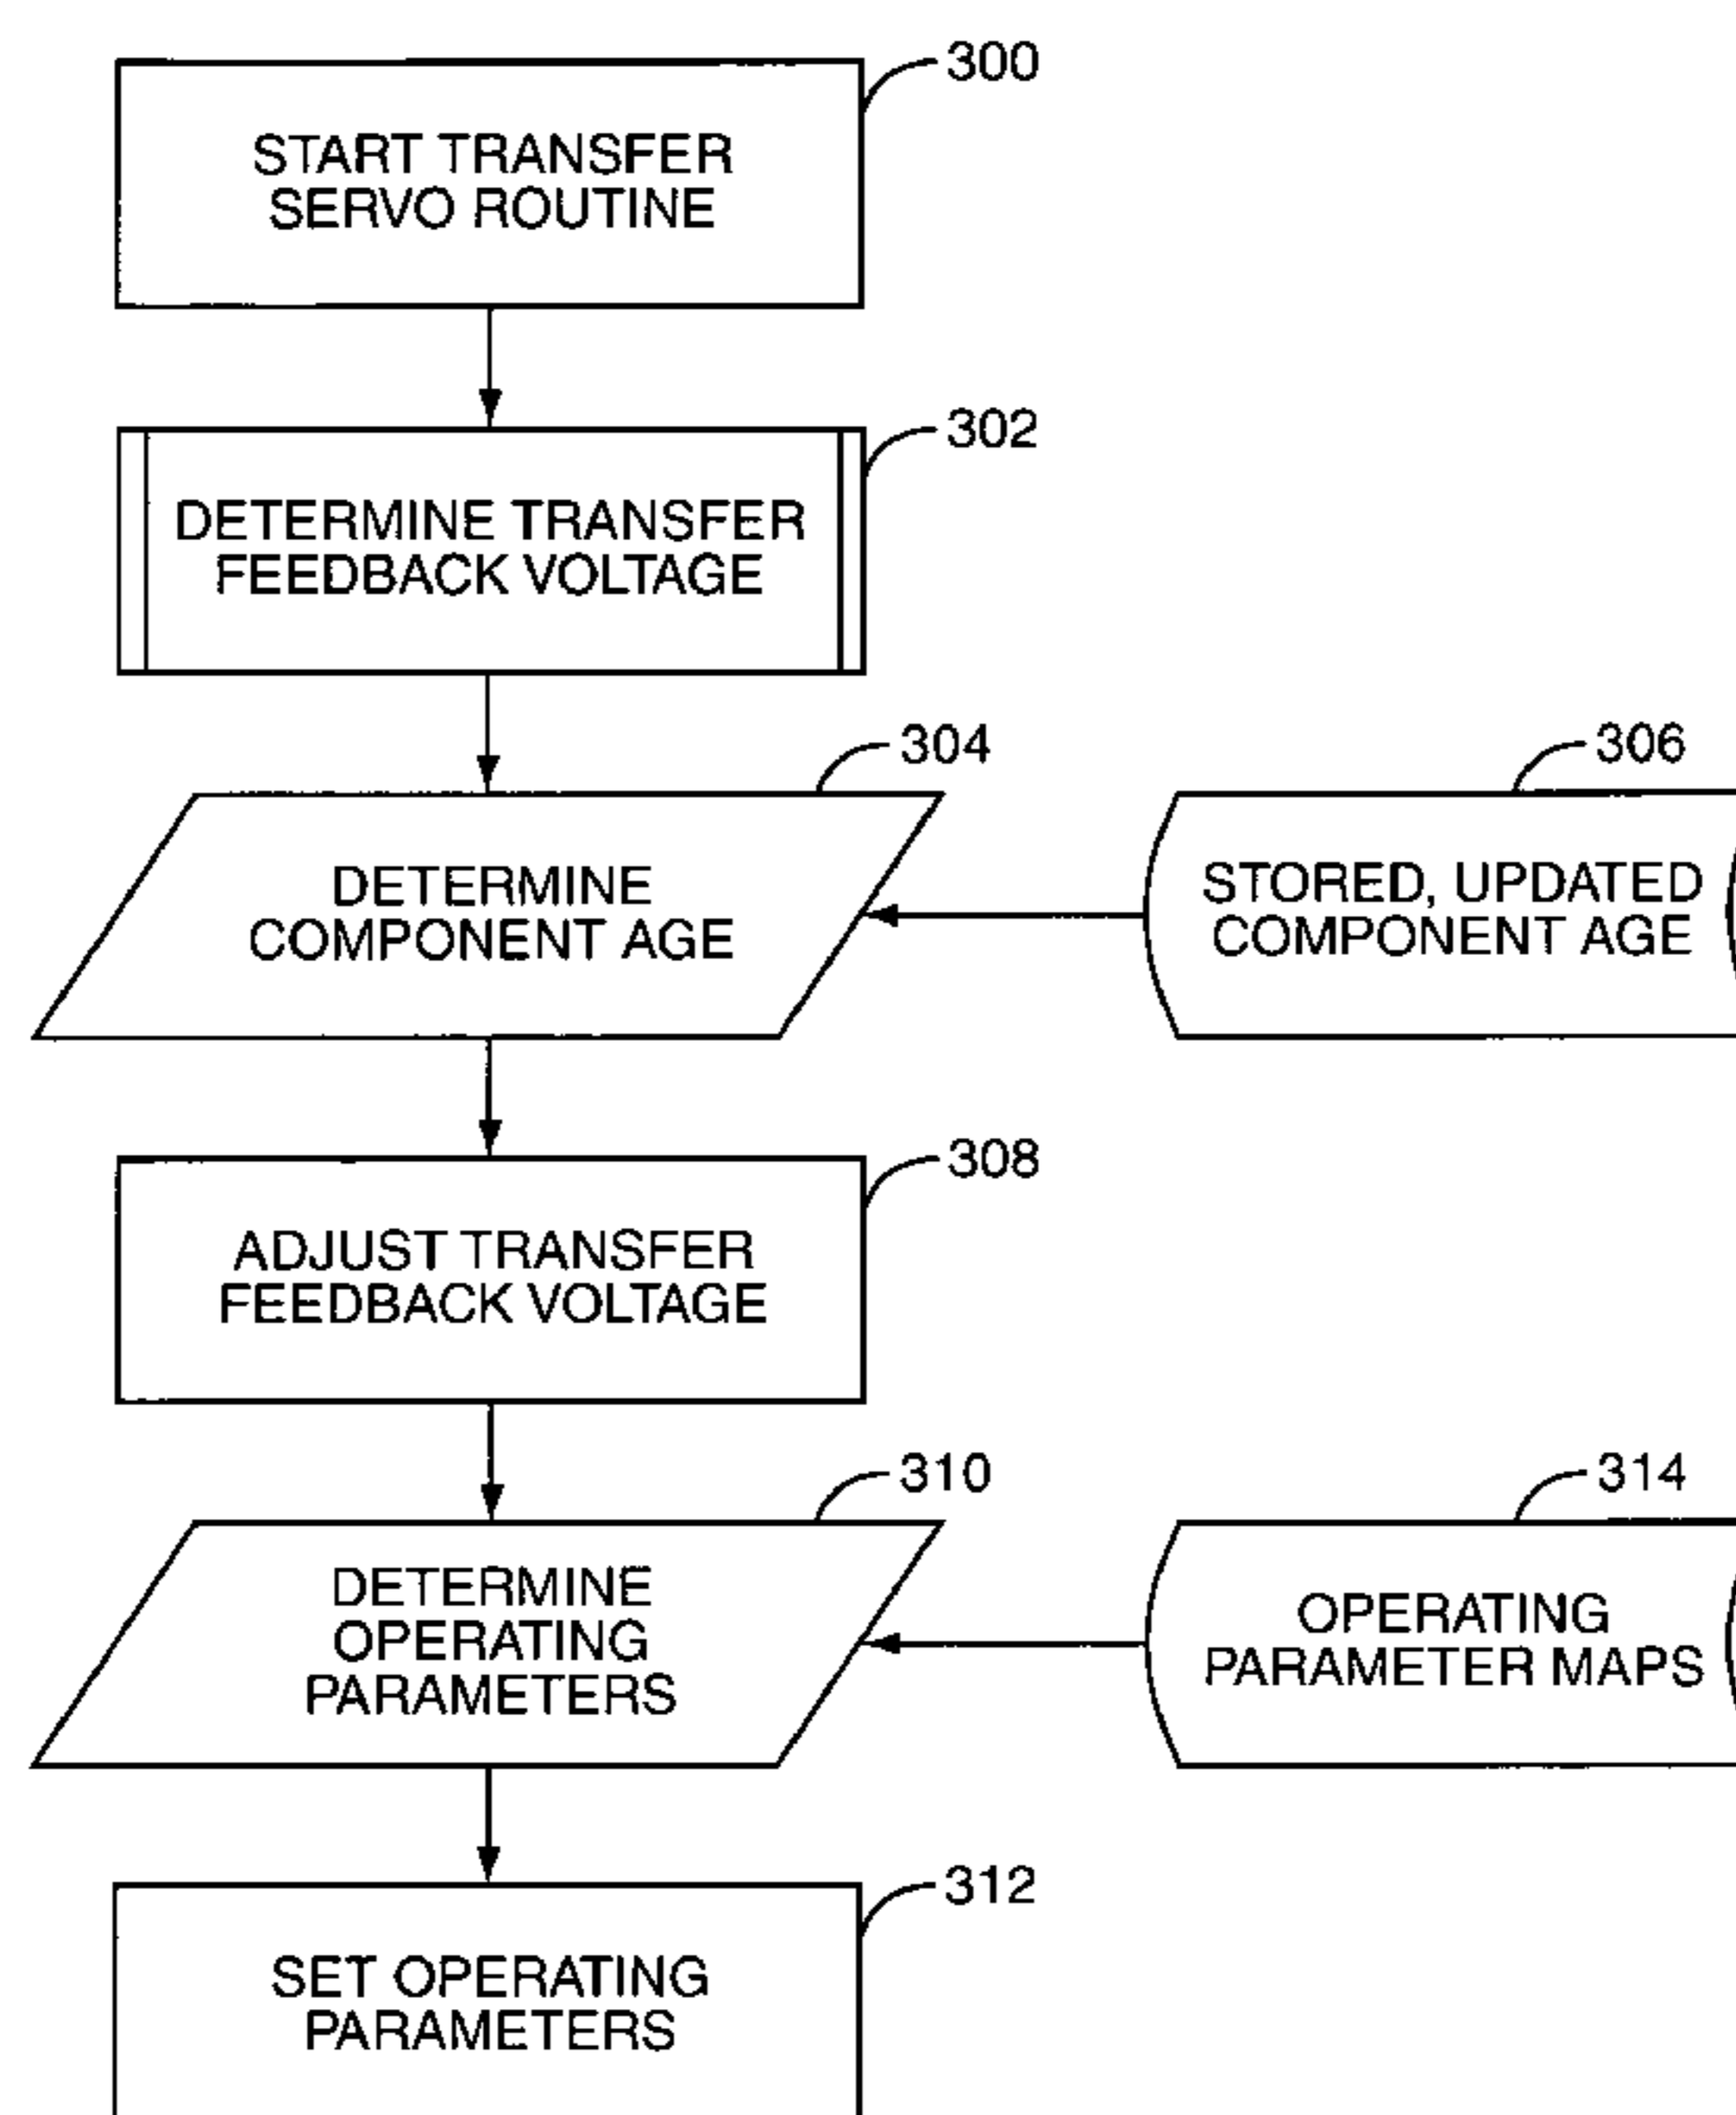 300
START TRANSFER
SERVO ROUTINE
302
DETERMINE TRANSFER
FEEDBACK VOLTAGE
304
DETERMINE
COMPONENT AGE
306
STORED, UPDATED
COMPONENT AGE
308
ADJUST TRANSFER
FEEDBACK VOLTAGE
310
DETERMINE
OPERATING
PARAMETERS
314
OPERATING
PARAMETER MAPS
312
SET OPERATING
PARAMETERS